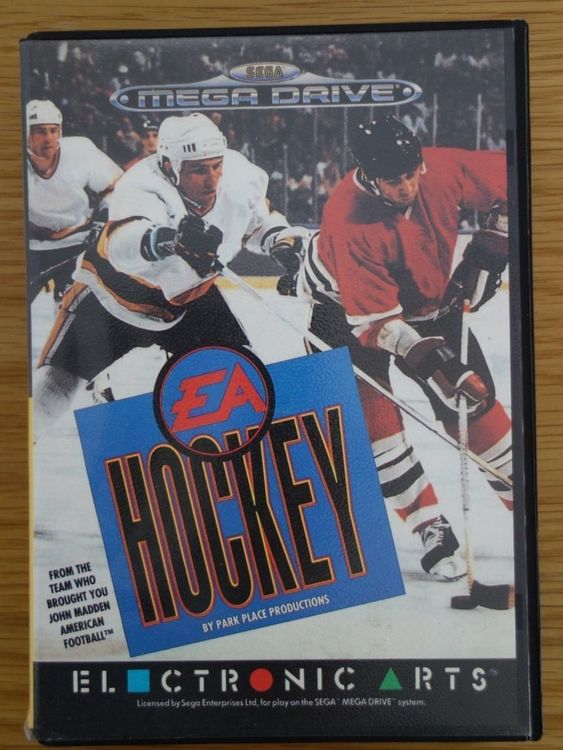 SEGA
MEGA DRIVE
EA
HOCKEY
BY PARK PLACE PRODUCTIONS
FROM THE
TEAM WHO
BROUGHT YOU
JOHN MADDEN
AMERICAN
FOOTBALL™
ELECTRONIC ARTS®
Licensed by Sega Enterprises Ltd, for play on the SEGA™ MEGA DRIVE™ system.